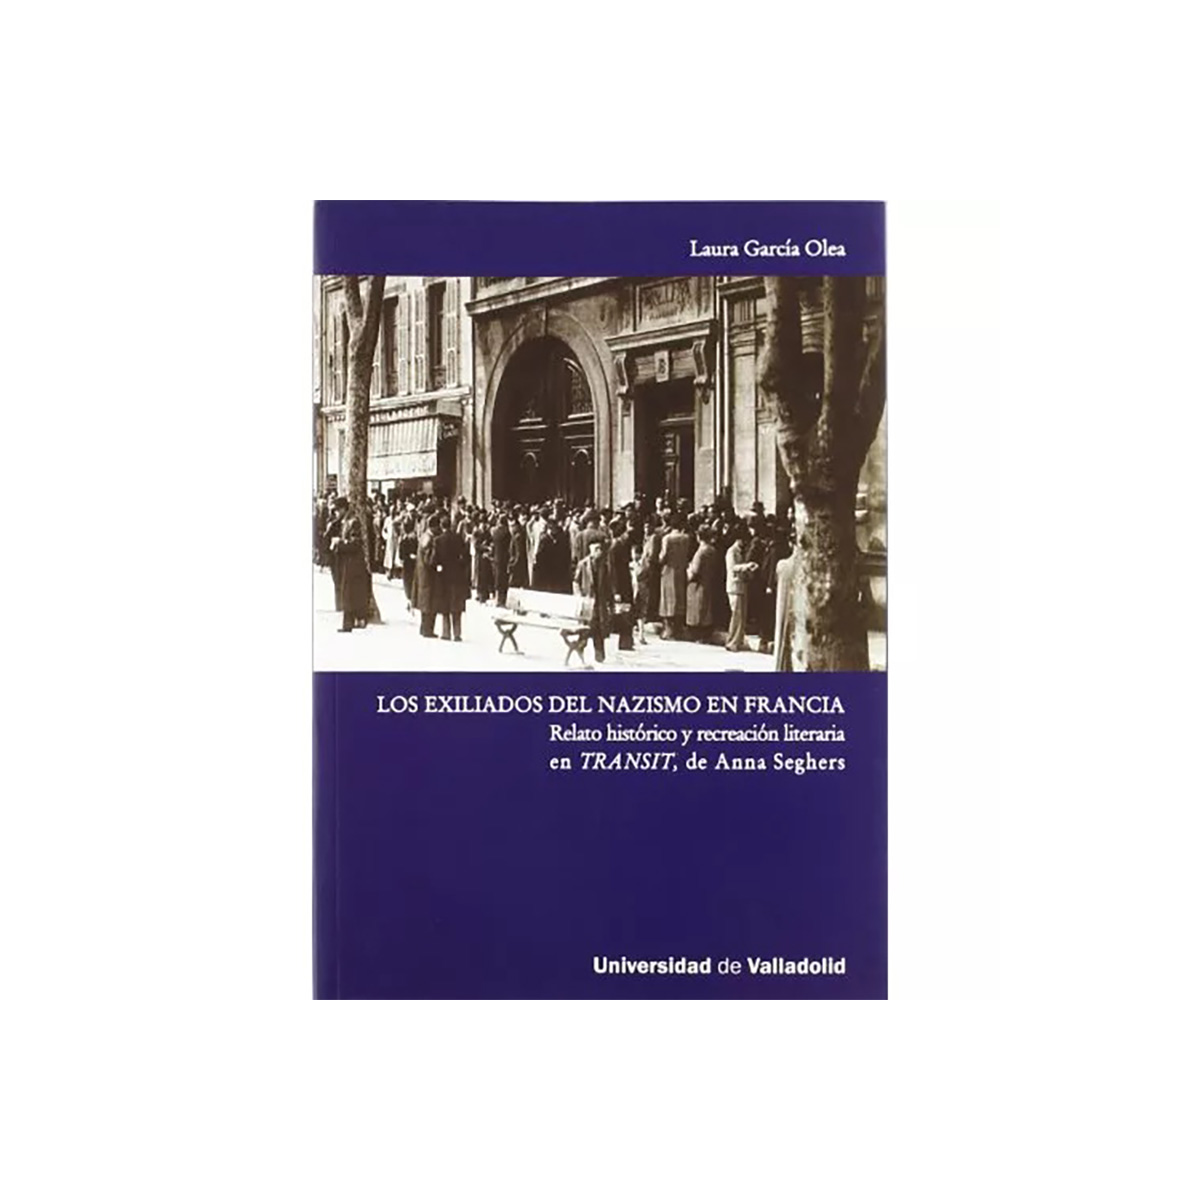 Laura García Olea
LOS EXILIADOS DEL NAZISMO EN FRANCIA
Relato histórico y recreación literaria
en TRANSIT, de Anna Seghers
Universidad de Valladolid